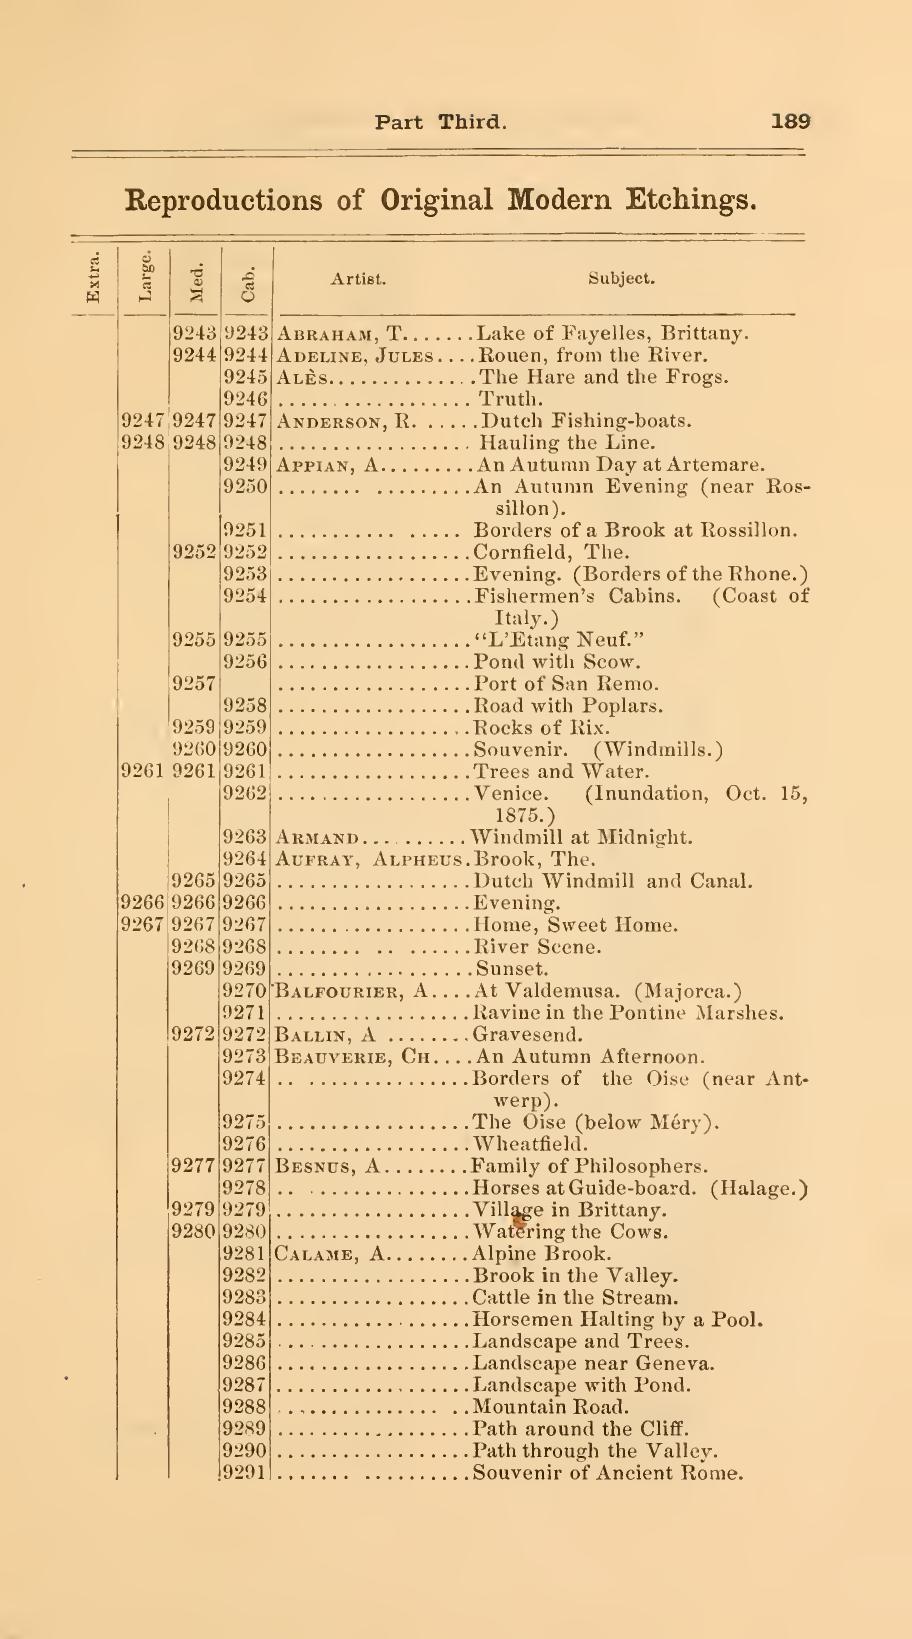 Part Third. 189
Reproductions of Original Modern Etchings.
Extra. Large. Med. Cab. Artist. Subject.
9243 9243 ABRAHAM, T.......Lake of Fayelles, Brittany.
9244 9244 ADELINE, JULES....Rouen, from the River.
9245 ALÈS..............The Hare and the Frogs.
9246 .................. Truth.
9247 9247 9247 ANDERSON, R. ......Dutch Fishing-boats.
9248 9248 9248 .................. Hauling the Line.
9249 APPIAN, A.........An Autumn Day at Artemare.
9250 ........ .........An Autumn Evening (near Ros-
sillon).
9251 ........... ..... Borders of a Brook at Rossillon.
9252 9252 ..................Cornfield, The.
9253 ..................Evening. (Borders of the Rhone.)
9254 ..................Fishermen's Cabins. (Coast of
Italy.)
9255 9255 ..................“L'Etang Neuf.”
9256 ..................Pond with Scow.
9257 ..................Port of San Remo.
9258 ..................Road with Poplars.
9259 9259 ..................Rocks of Rix.
9260 9260 ..................Souvenir. (Windmills.)
9261 9261 9261 ..................Trees and Water.
9262 ..................Venice. (Inundation, Oct. 15,
1875.)
9263 ARMAND..........Windmill at Midnight.
9264 AUFRAY, ALPHEUS.Brook, The.
9265 9265 ..................Dutch Windmill and Canal.
9266 9266 9266 ..................Evening.
9267 9267 9267 ..................Home, Sweet Home.
9268 9268 ......... .. ......River Scene.
9269 9269 ..................Sunset.
9270 BALFOURIER, A....At Valdemusa. (Majorca.)
9271 ..................Ravine in the Pontine Marshes.
9272 9272 BALLIN, A ........Gravesend.
9273 BEAUVERIE, CH....An Autumn Afternoon.
9274 .. ...............Borders of the Oise (near Ant-
werp).
9275 ..................The Oise (below Méry).
9276 ..................Wheatfield.
9277 9277 BESNUS, A........Family of Philosophers.
9278 .. ...............Horses at Guide-board. (Halage.)
9279 9279 ..................Village in Brittany.
9280 9280 ..................Watering the Cows.
9281 CALAME, A........Alpine Brook.
9282 ..................Brook in the Valley.
9283 ..................Cattle in the Stream.
9284 ..................Horsemen Halting by a Pool.
9285 ..................Landscape and Trees.
9286 ..................Landscape near Geneva.
9287 ..................Landscape with Pond.
9288 ............... ..Mountain Road.
9289 ..................Path around the Cliff.
9290 ..................Path through the Valley.
9291 ....... ..........Souvenir of Ancient Rome.